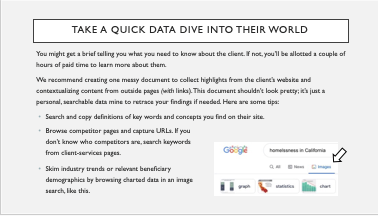 TAKE A QUICK DATA DIVE INTO THEIR WORLD
You might get a brief telling you what you need to know about the client. If not, you'll be allotted a couple of
hours of paid time to learn more about them.
We recommend creating one messy document to collect highlights from the client's website and
contextualizing content from outside pages (with links). This document shouldn't look pretty; it's just a
personal, searchable data mine to retrace your findings if needed. Here are some tips:
• Search and copy definitions of key words and concepts you find on their site.
• Browse competitor pages and capture URLs. If you
don't know who competitors are, search keywords
from client-services pages.
• Skim industry trends or relevant beneficiary
demographics by browsing charted data in an image
search, like this.
Google
homelessness in California
All
News
Images
graph
statistics
chart